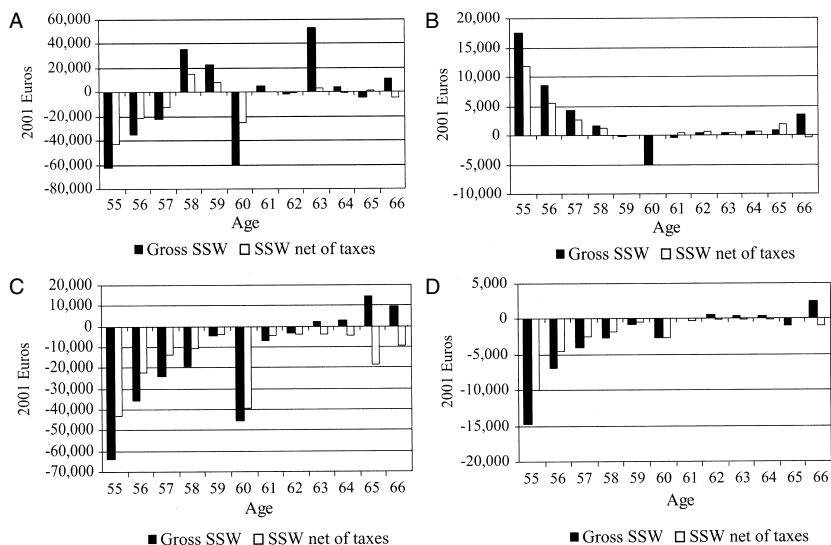 A
60,000
40,000
20,000
0
-20,000
-40,000
-60,000
-80,000
2001 Euros
55 56 57 58 59 60 61 62 63 64 65 66
Age
■ Gross SSW □ SSW net of taxes
B
20,000
15,000
10,000
5,000
0
-5,000
-10,000
2001 Euros
55 56 57 58 59 60 61 62 63 64 65 66
Age
■ Gross SSW □ SSW net of taxes
C
20,000
10,000
0
-10,000
-20,000
-30,000
-40,000
-50,000
-60,000
-70,000
2001 Euros
55 56 57 58 59 60 61 62 63 64 65 66
Age
■ Gross SSW □ SSW net of taxes
D
5,000
0
-5,000
-10,000
-15,000
-20,000
2001 Euros
55 56 57 58 59 60 61 62 63 64 65 66
Age
■ Gross SSW □ SSW net of taxes